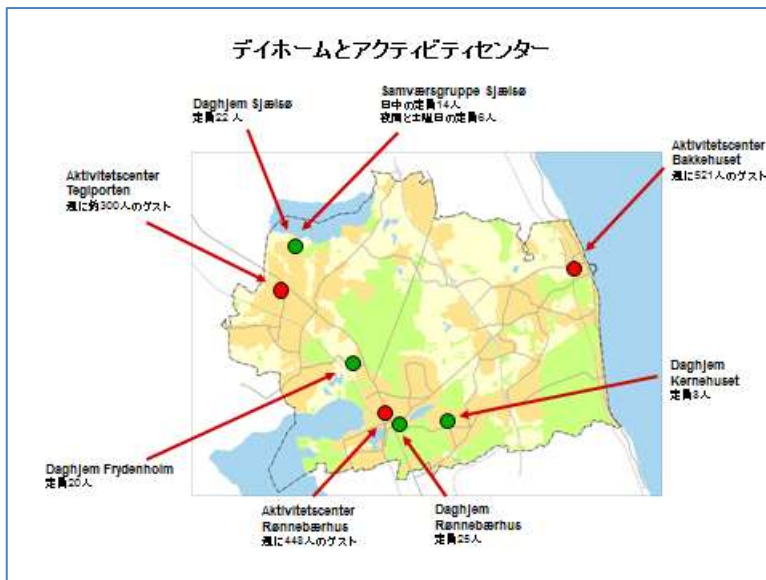 デイホームとアクティビティセンター
Samværsgruppe Sjælsø
日中の定員14人
夜間と土曜日の定員6人
Daghjem Sjælsø
定員22 人
Aktivitetscenter
Bakkehuset
週に521人のゲスト
Aktivitetscenter
Teglporten
週に約300人のゲスト
Daghjem
Kernehuset
定員8人
Daghjem Frydenholm
定員20人
Aktivitetscenter
Rønnebærhus
週に448人のゲスト
Daghjem
Rønnebærhus
定員25人